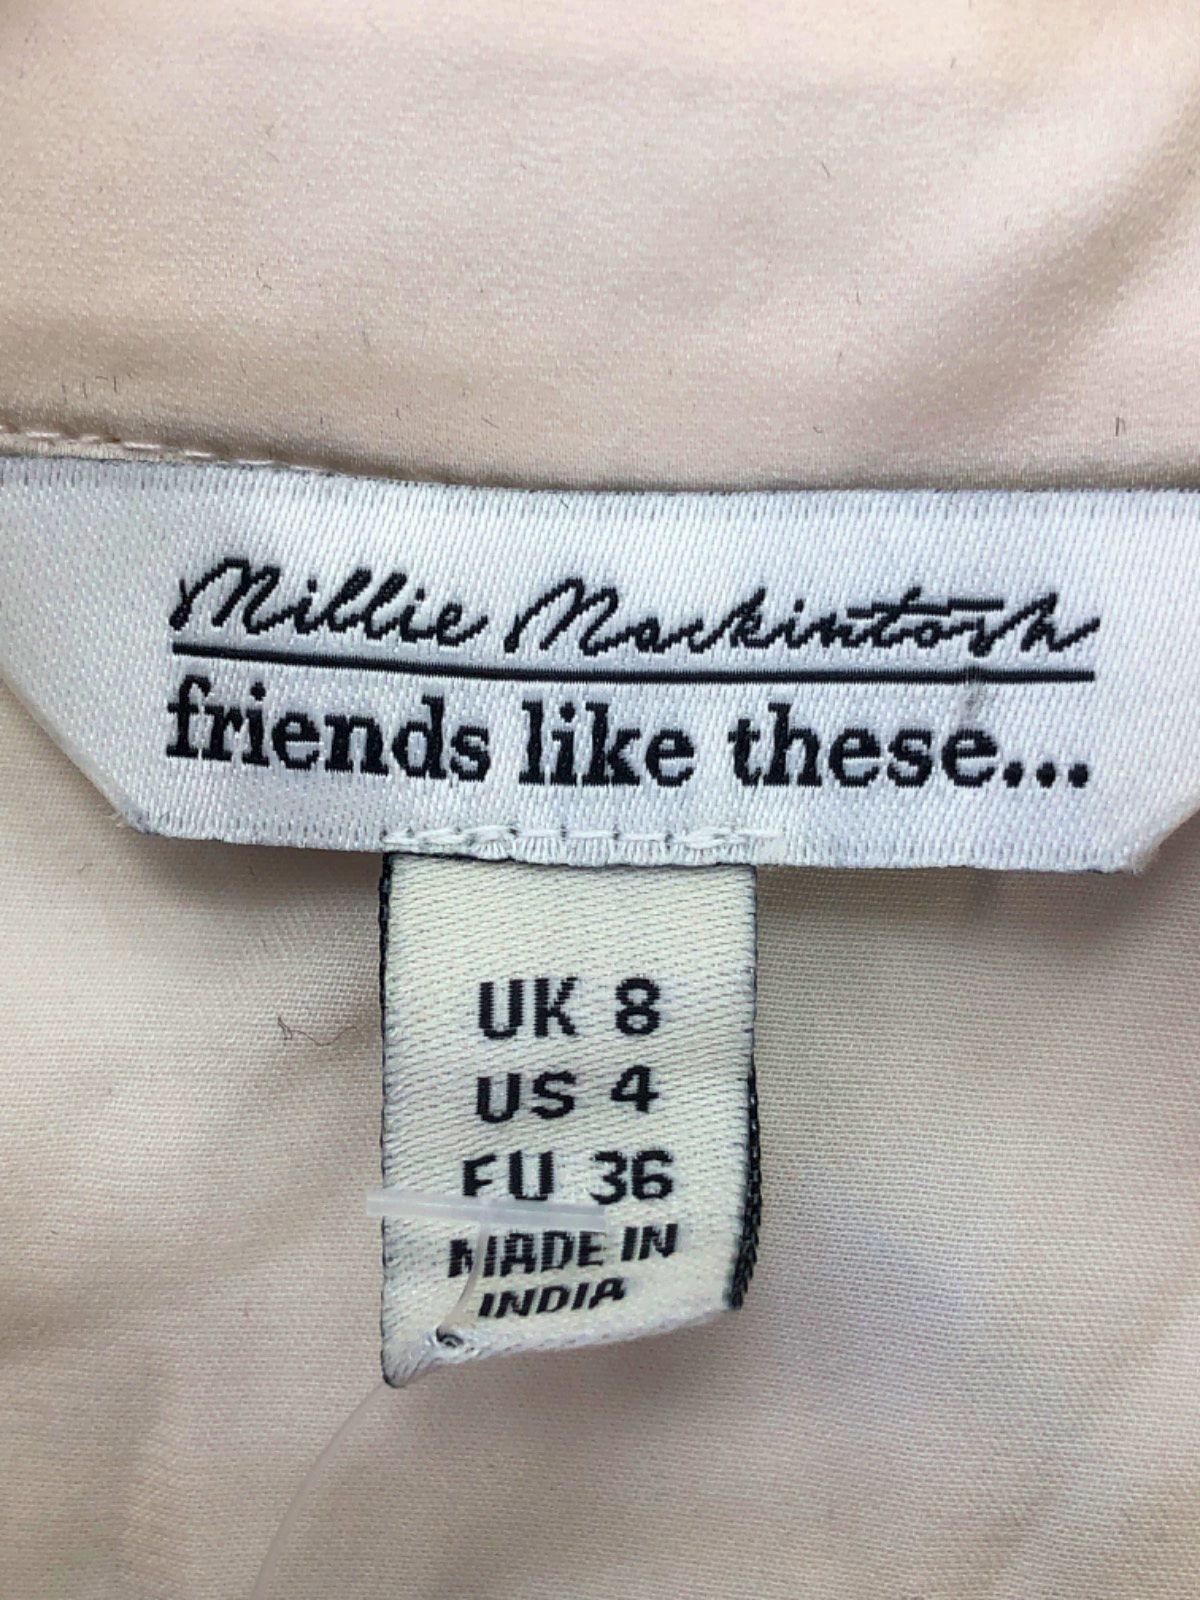 Millie Mackintosh
friends like these...
UK 8
US 4
EU 36
MADE IN
INDIA